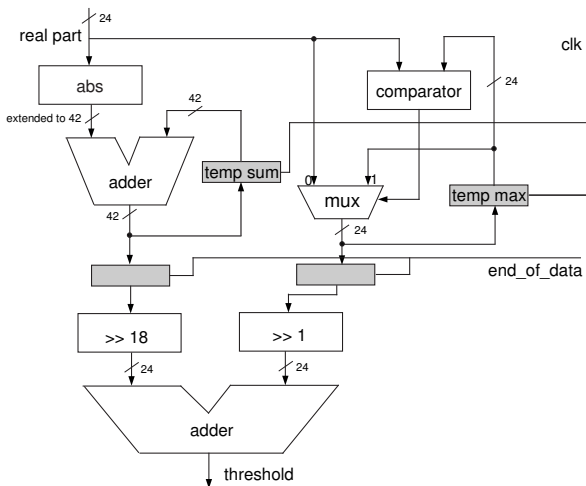 24
real part
clk
abs
comparator
24
extended to 42
42
adder
temp sum
0
1
mux
temp max
42
24
end_of_data
>> 18
>> 1
24
24
adder
threshold